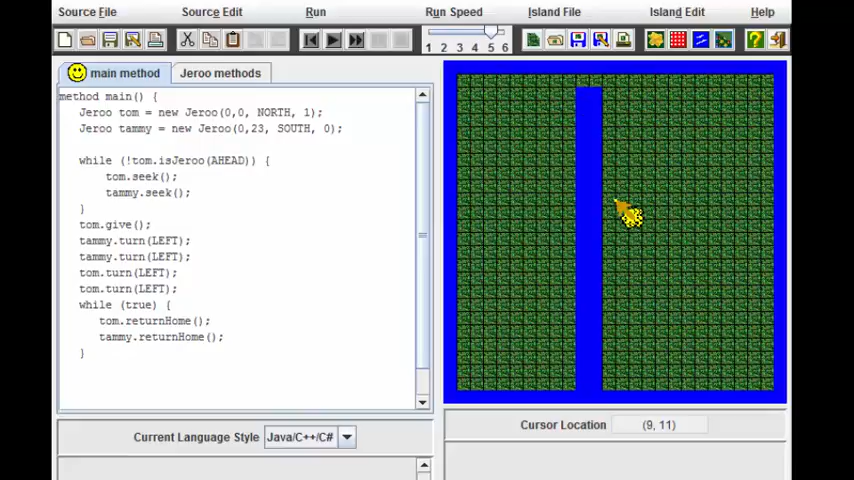 Source File Source Edit Run Run Speed Island File Island Edit Help
1 2 3 4 5 6
main method Jeroo methods
method main() {
Jeroo tom = new Jeroo(0,0, NORTH, 1);
Jeroo tammy = new Jeroo(0,23, SOUTH, 0);
while (!tom.isJeroo(AHEAD)) {
tom.seek();
tammy.seek();
}
tom.give();
tammy.turn(LEFT);
tammy.turn(LEFT);
tom.turn(LEFT);
tom.turn(LEFT);
while (true) {
tom.returnHome();
tammy.returnHome();
}
Current Language Style Java/C++/C#
Cursor Location (9, 11)